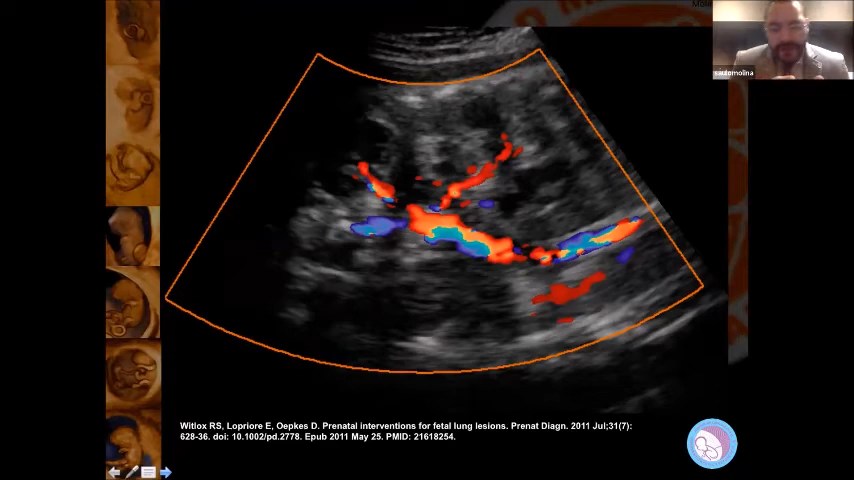 saulomolina
Witlox RS, Lopriore E, Oepkes D. Prenatal interventions for fetal lung lesions. Prenat Diagn. 2011 Jul;31(7):
628-36. doi: 10.1002/pd.2778. Epub 2011 May 25. PMID: 21618254.